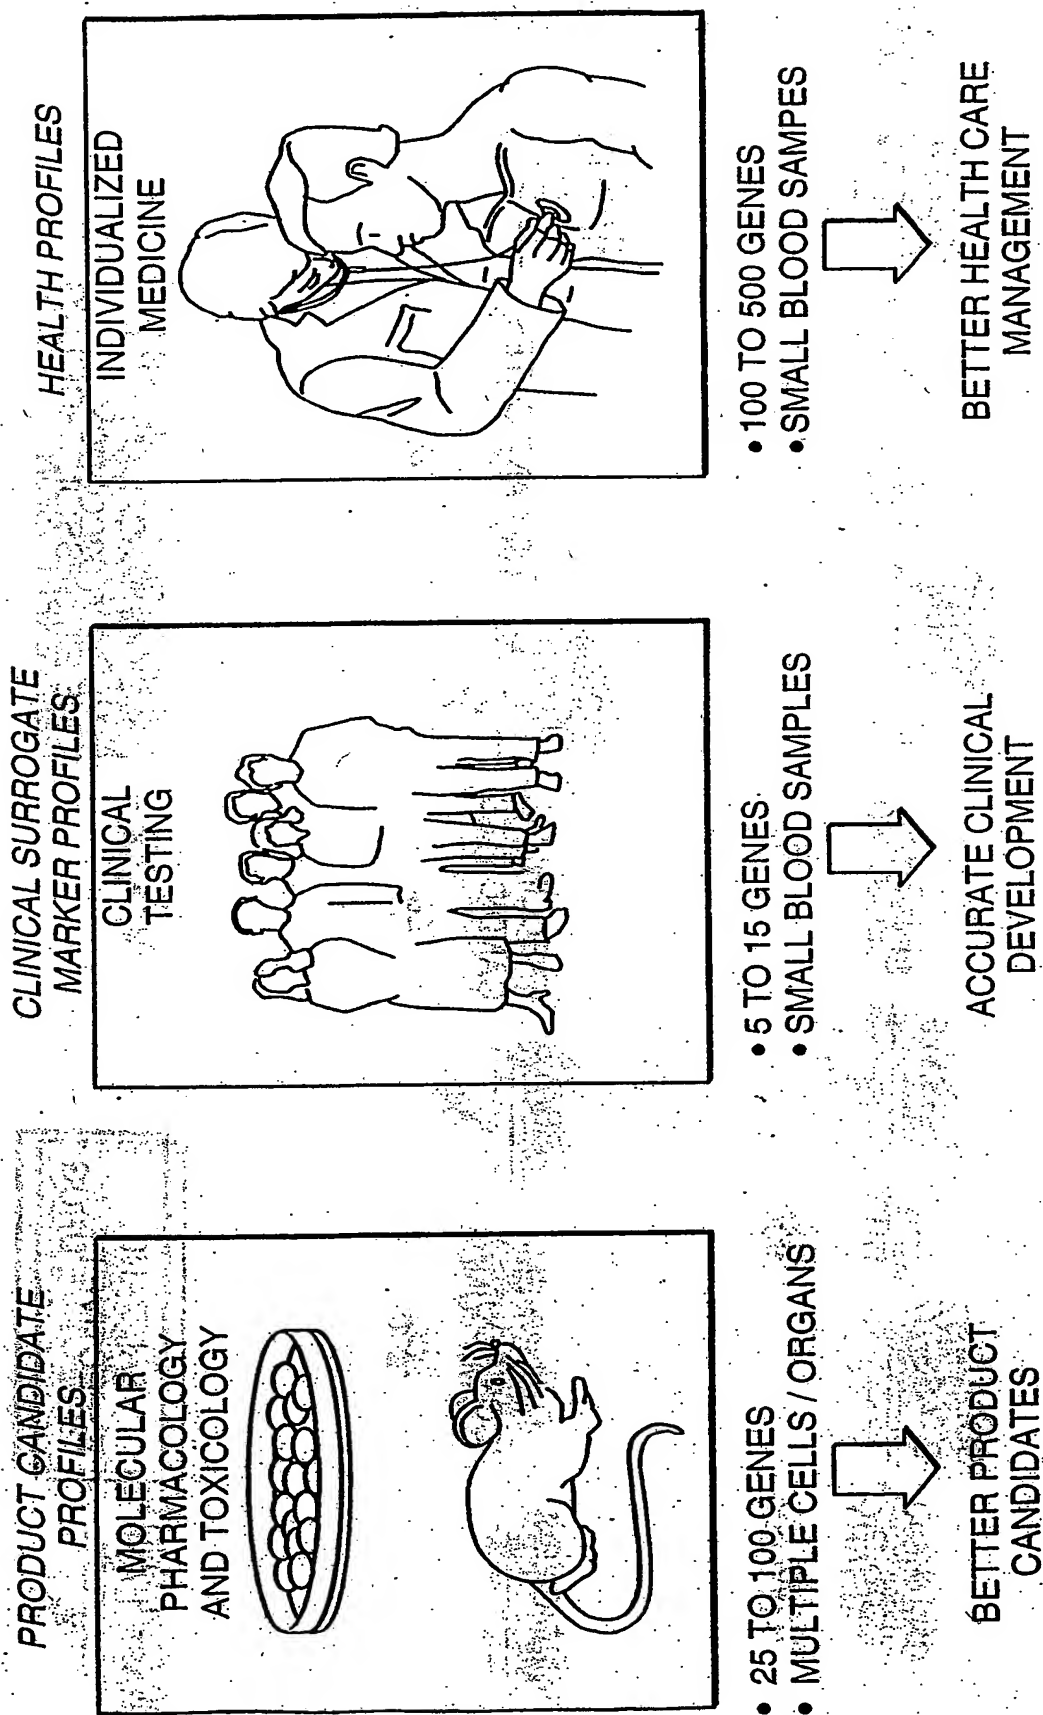 PRODUCT CANDIDATE
PROFILES
MOLECULAR
PHARMACOLOGY
AND TOXICOLOGY
• 25 TO 100 GENES
• MULTIPLE CELLS / ORGANS
BETTER PRODUCT
CANDIDATES
CLINICAL SURROGATE
MARKER PROFILES
CLINICAL
TESTING
• 5 TO 15 GENES
• SMALL BLOOD SAMPLES
ACCURATE CLINICAL
DEVELOPMENT
HEALTH PROFILES
INDIVIDUALIZED
MEDICINE
• 100 TO 500 GENES
• SMALL BLOOD SAMPES
BETTER HEALTH CARE
MANAGEMENT